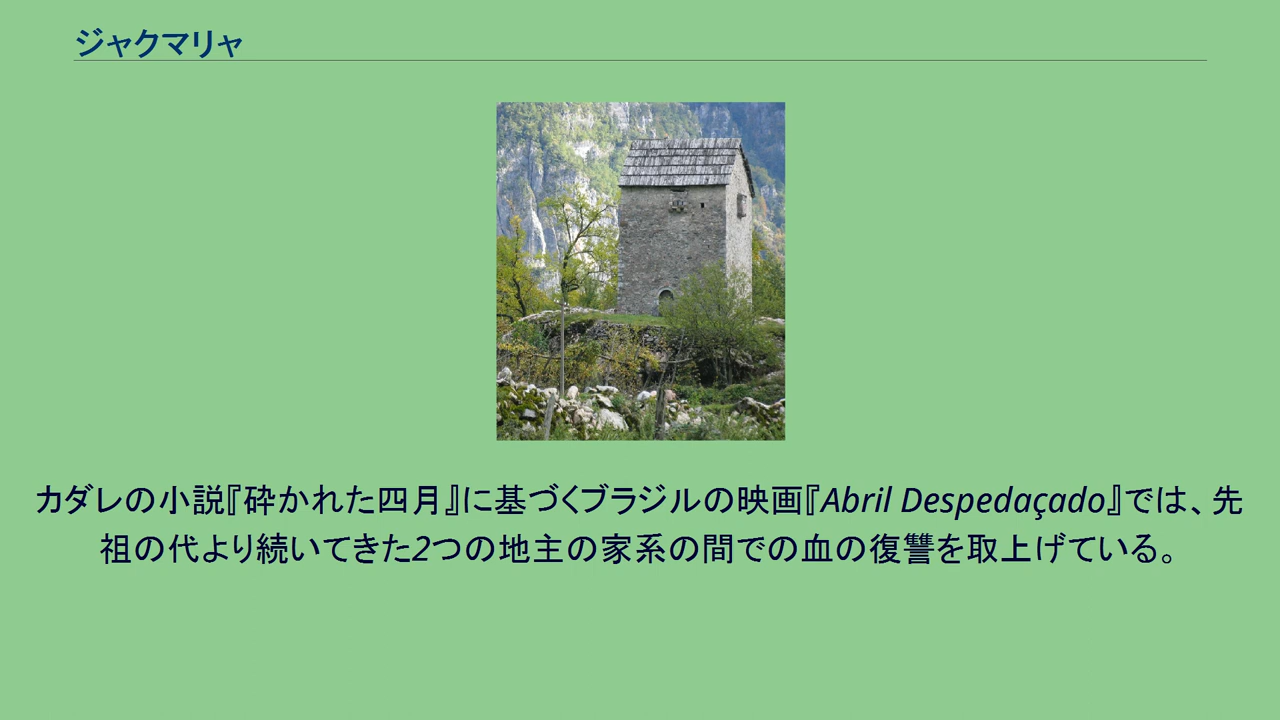 ジャクマリャ
カダレの小説『砕かれた四月』に基づくブラジルの映画『Abril Despedaçado』では、先
祖の代より続いてきた2つの地主の家系の間での血の復讐を取上げている。